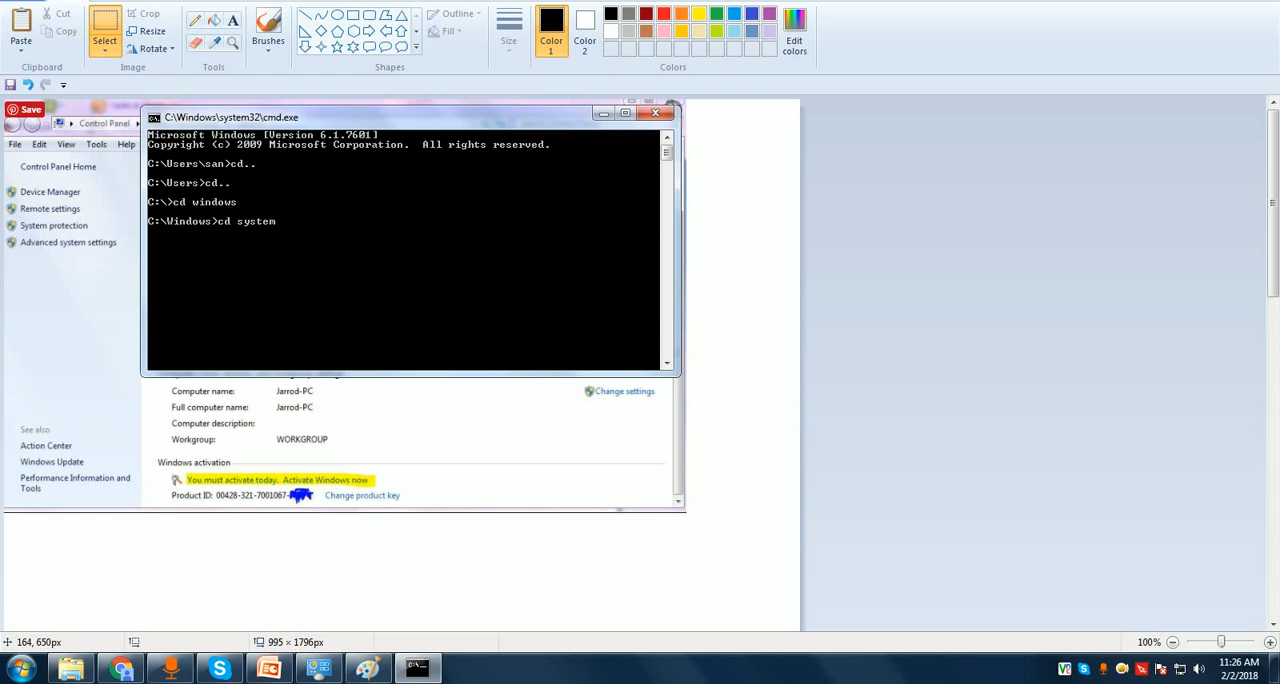 Paste
Cut
Copy
Clipboard
Select
Crop
Resize
Rotate
Image
A
Tools
Brushes
Shapes
Outline
Fill
Size
Color
1
Color
2
Edit
colors
Colors
Save
Control Panel
File Edit View Tools Help
Control Panel Home
Device Manager
Remote settings
System protection
Advanced system settings
C:\Windows\system32\cmd.exe
Microsoft Windows [Version 6.1.7601]
Copyright (c) 2009 Microsoft Corporation.  All rights reserved.
C:\Users\san>cd..
C:\Users>cd..
C:\>cd windows
C:\Windows>cd system
Computer name: Jarrod-PC
Change settings
Full computer name: Jarrod-PC
Computer description:
Workgroup: WORKGROUP
Windows activation
You must activate today. Activate Windows now
Product ID: 00428-321-7001067- Change product key
See also:
Action Center
Windows Update
Performance Information and
Tools
164, 650px
995 × 1796px
100%
11:26 AM
2/2/2018